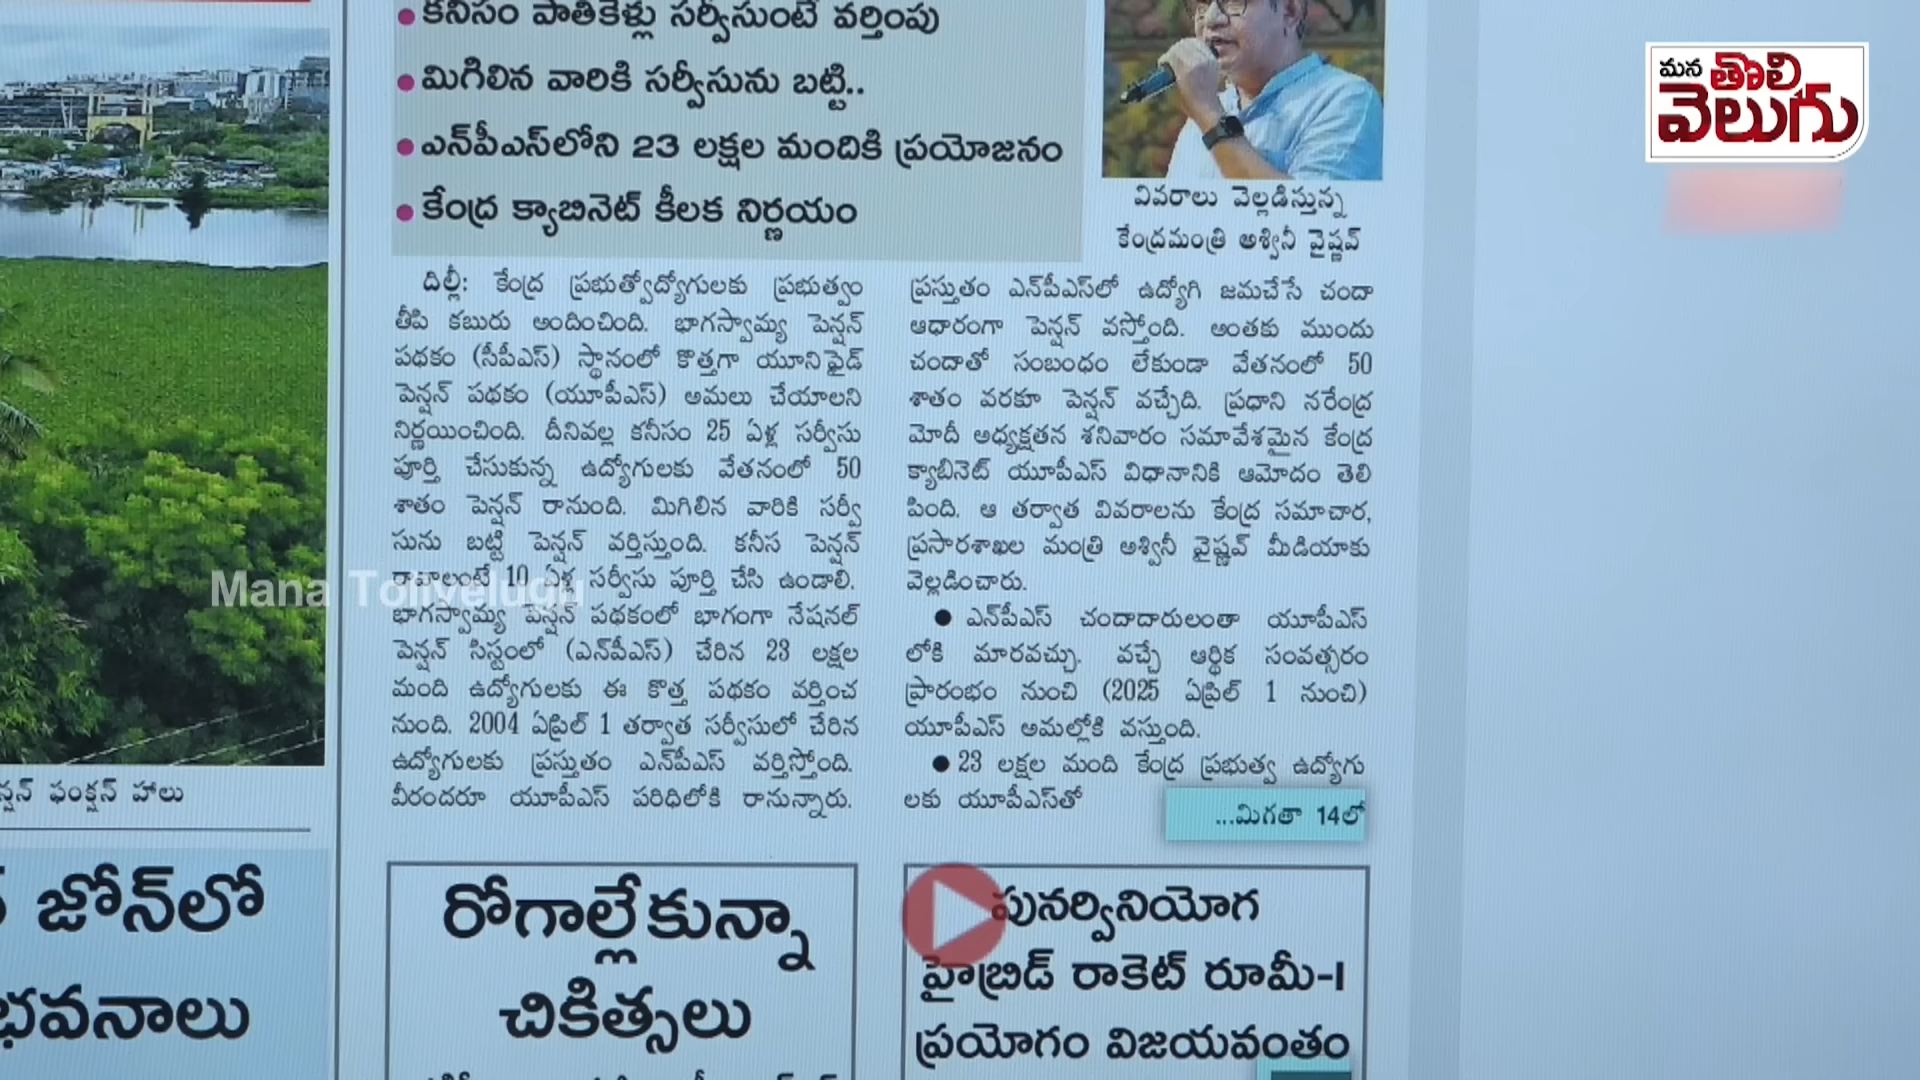 కనీసం పాతికేళ్లు సర్వీసుంటే వర్తింపు
మిగిలిన వారికి సర్వీసును బట్టి..
ఎన్‌పీఎస్‌లోని 23 లక్షల మందికి ప్రయోజనం
కేంద్ర క్యాబినెట్ కీలక నిర్ణయం
వివరాలు వెల్లడిస్తున్న
కేంద్రమంత్రి అశ్వినీ వైష్ణవ్
మన తొలి
వెలుగు
దిల్లీ: కేంద్ర ప్రభుత్వోద్యోగులకు ప్రభుత్వం
తీపి కబురు అందించింది. భాగస్వామ్య పెన్షన్
పథకం (సీపీఎస్) స్థానంలో కొత్తగా యూనిఫైడ్
పెన్షన్ పథకం (యూపీఎస్) అమలు చేయాలని
నిర్ణయించింది. దీనివల్ల కనీసం 25 ఏళ్ల సర్వీసు
పూర్తి చేసుకున్న ఉద్యోగులకు వేతనంలో 50
శాతం పెన్షన్ రానుంది. మిగిలిన వారికి సర్వీ
సును బట్టి పెన్షన్ వర్తిస్తుంది. కనీస పెన్షన్
రావాలంటే 10 ఏళ్ల సర్వీసు పూర్తి చేసి ఉండాలి.
భాగస్వామ్య పెన్షన్ పథకంలో భాగంగా నేషనల్
పెన్షన్ సిస్టంలో (ఎన్‌పీఎస్) చేరిన 23 లక్షల
మంది ఉద్యోగులకు ఈ కొత్త పథకం వర్తించ
నుంది. 2004 ఏప్రిల్ 1 తర్వాత సర్వీసులో చేరిన
ఉద్యోగులకు ప్రస్తుతం ఎన్‌పీఎస్ వర్తిస్తోంది.
వీరందరూ యూపీఎస్ పరిధిలోకి రానున్నారు.
ప్రస్తుతం ఎన్‌పీఎస్‌లో ఉద్యోగి జమచేసే చందా
ఆధారంగా పెన్షన్ వస్తోంది. అంతకు ముందు
చందాతో సంబంధం లేకుండా వేతనంలో 50
శాతం వరకూ పెన్షన్ వచ్చేది. ప్రధాని నరేంద్ర
మోదీ అధ్యక్షతన శనివారం సమావేశమైన కేంద్ర
క్యాబినెట్ యూపీఎస్ విధానానికి ఆమోదం తెలి
పింది. ఆ తర్వాత వివరాలను కేంద్ర సమాచార,
ప్రసారశాఖల మంత్రి అశ్వినీ వైష్ణవ్ మీడియాకు
వెల్లడించారు.
● ఎన్‌పీఎస్ చందాదారులంతా యూపీఎస్
లోకి మారవచ్చు. వచ్చే ఆర్థిక సంవత్సరం
ప్రారంభం నుంచి (2025 ఏప్రిల్ 1 నుంచి)
యూపీఎస్ అమల్లోకి వస్తుంది.
● 23 లక్షల మంది కేంద్ర ప్రభుత్వ ఉద్యోగు
లకు యూపీఎస్‌తో
...మిగతా 14లో
Mana Tolivelugu
ఫంక్షన్ హాలు
జోన్‌లో
భవనాలు
రోగాల్లేకున్నా
చికిత్సలు
పునర్వినియోగ
హైబ్రిడ్ రాకెట్ రూమీ-I
ప్రయోగం విజయవంతం